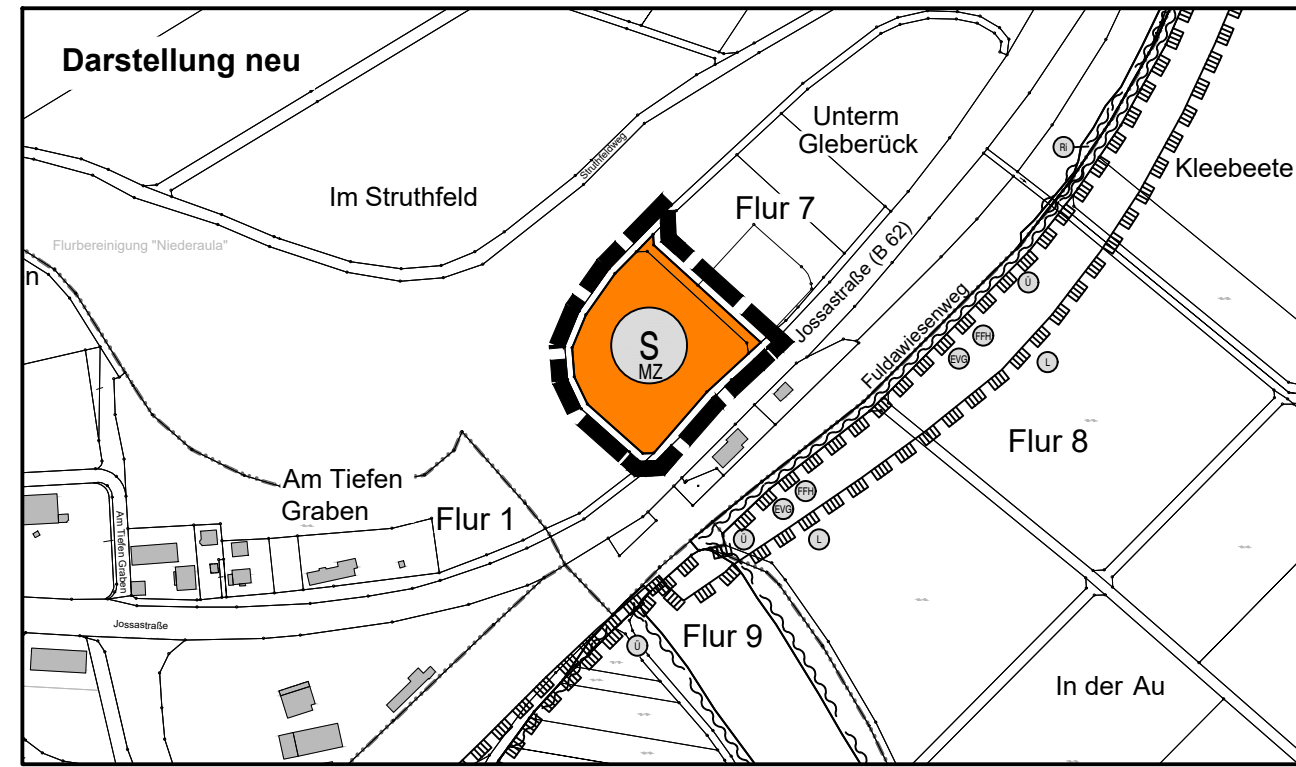 Darstellung neu
Struthfeldweg
Unterm
Gleberück
Ri
Kleebeete
Im Struthfeld
Flur 7
Flurbereinigung "Niederaula"
n
Jossastraße (B 62)
Ü
Fuldawiesenweg
FFH
EVG
L
S
MZ
Flur 8
Am Tiefen
Graben
Flur 1
FFH
EVG
Ü
L
Am Tiefen Graben
Jossastraße
Flur 9
Ü
In der Au